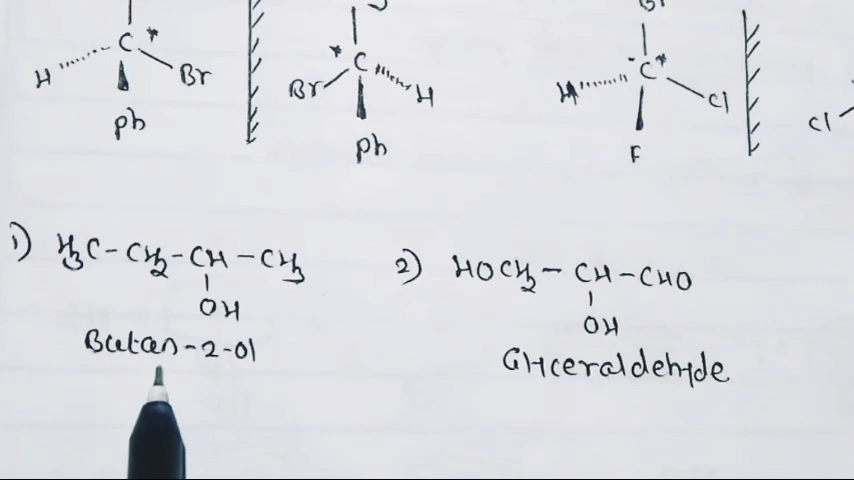 C * H Br Ph
* C Br H Ph
Br
C * H Cl F
Cl
1) H3C-CH2-CH-CH3
OH
Butan-2-ol
2) HOCH2-CH-CHO
OH
Glyceraldehyde